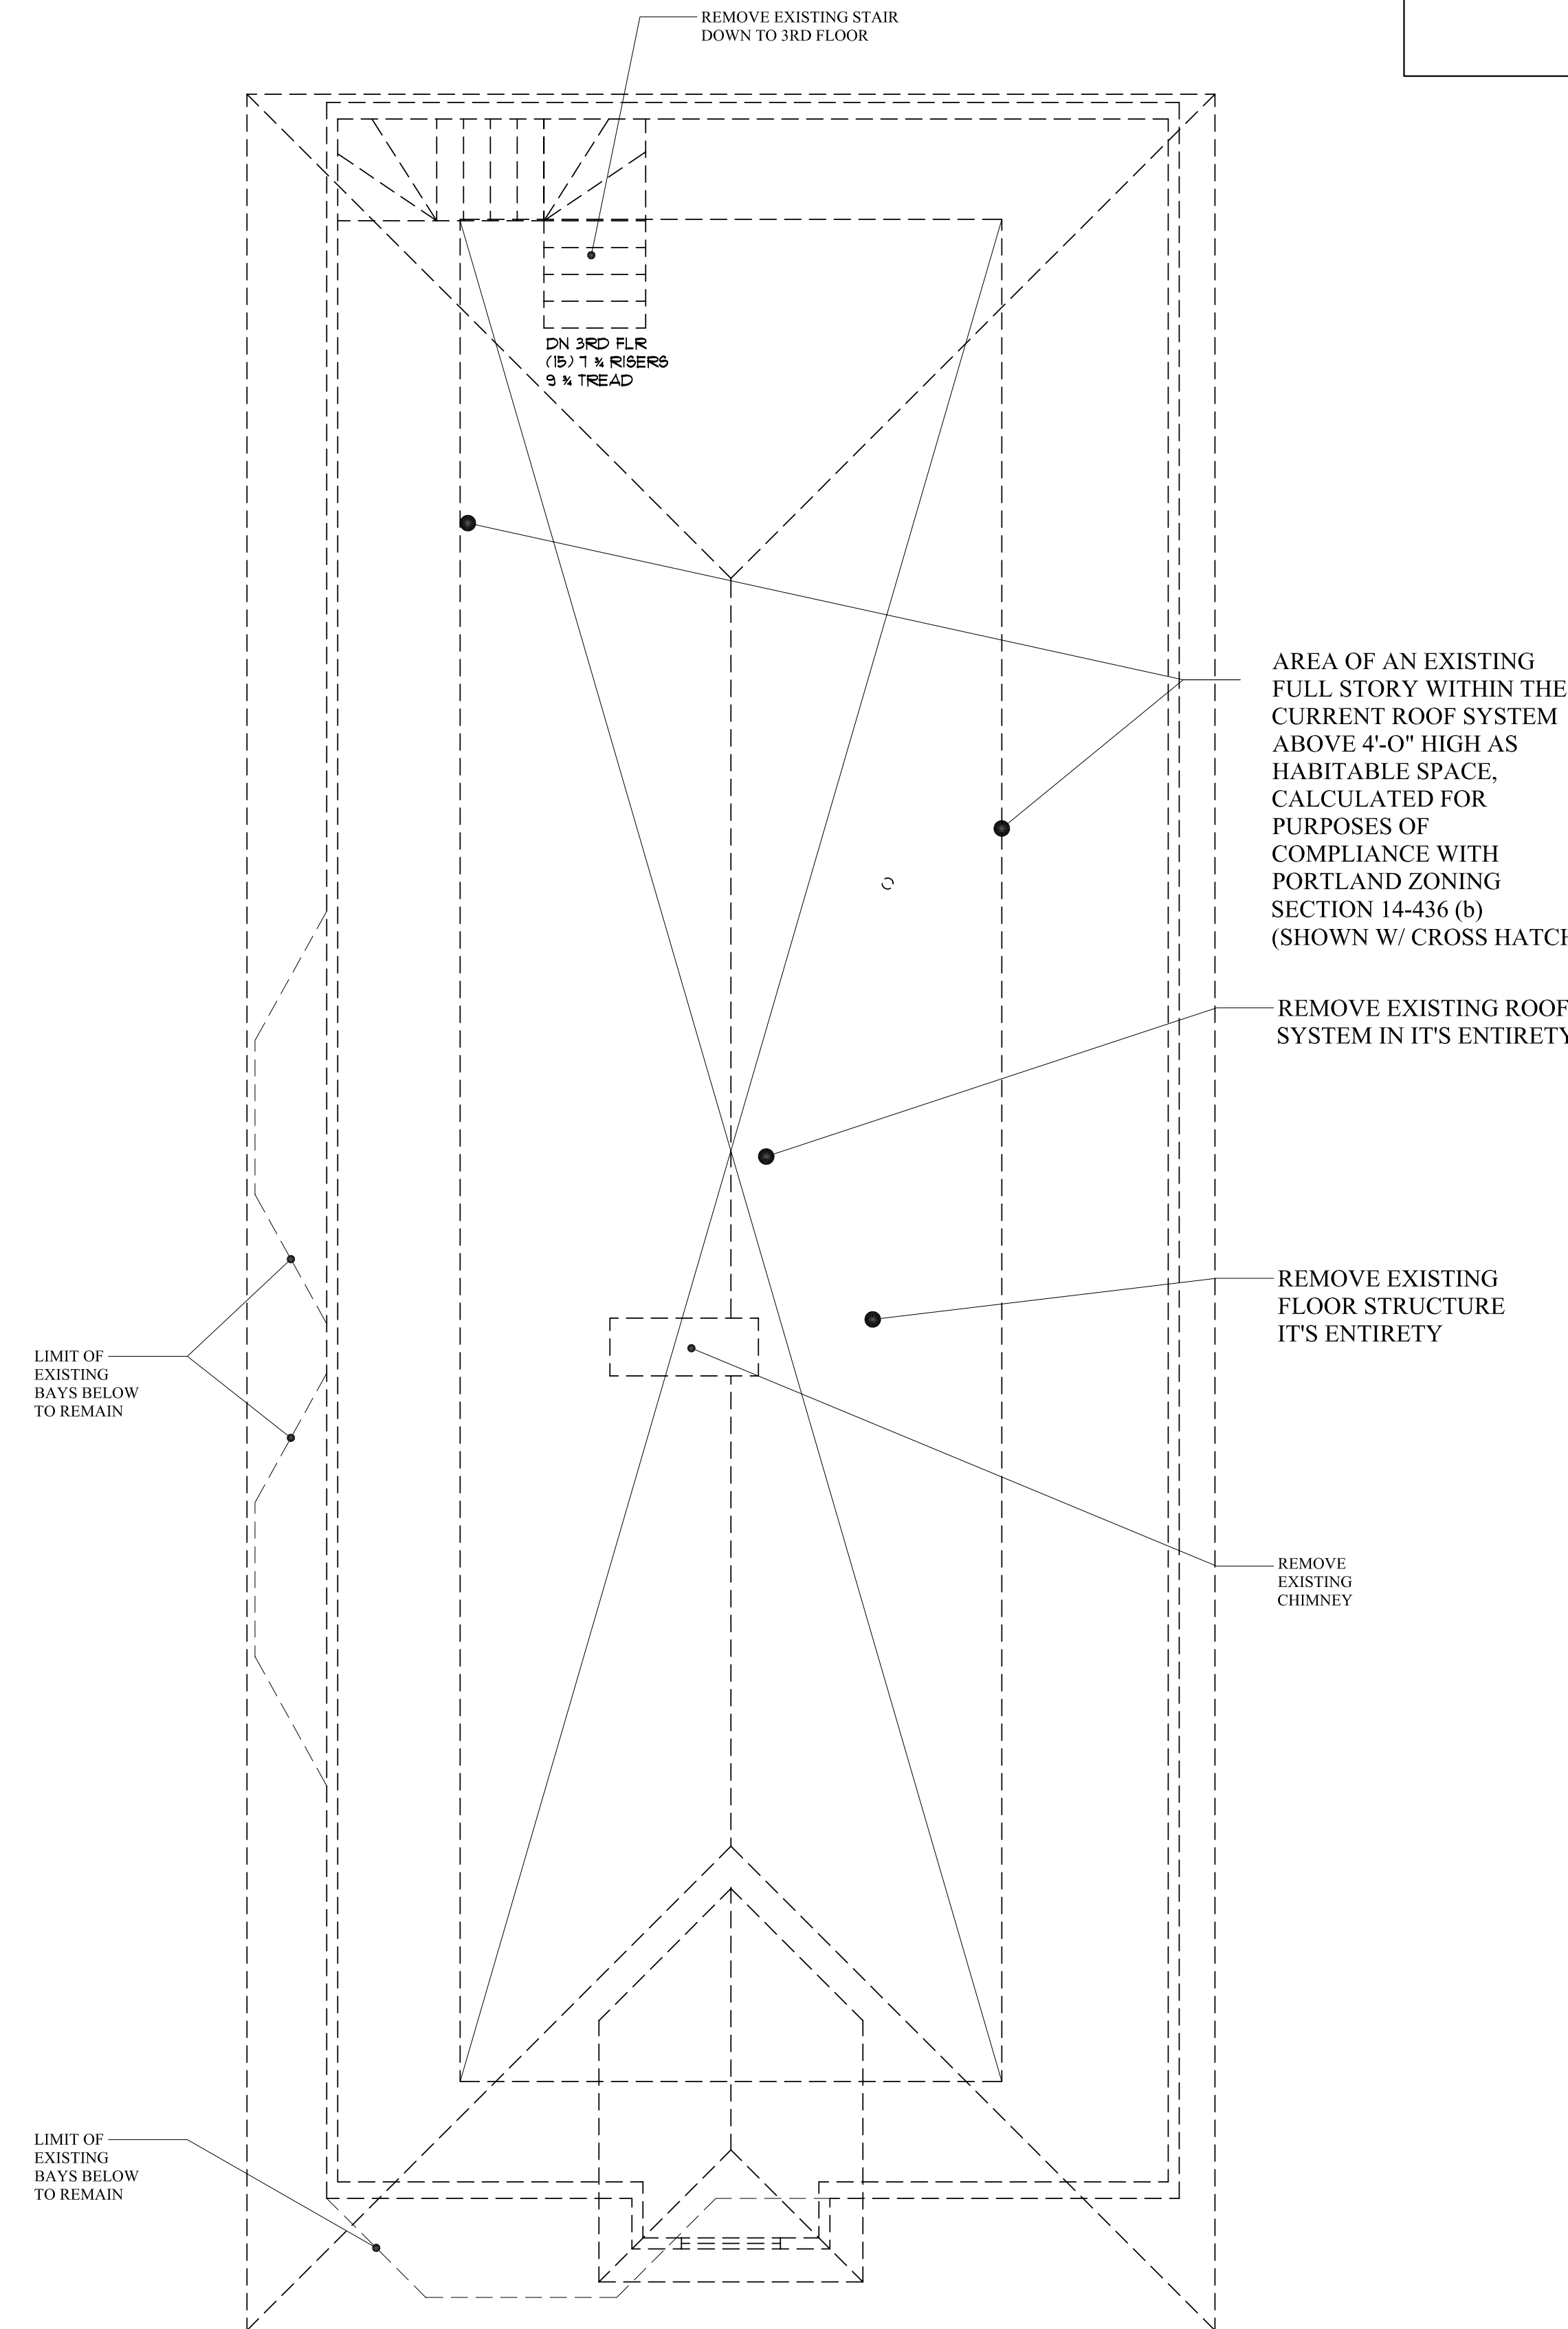 REMOVE EXISTING STAIR
DOWN TO 3RD FLOOR
DN 3RD FLR
(15) 7 ¾ RISERS
9 ¾ TREAD
AREA OF AN EXISTING
FULL STORY WITHIN THE
CURRENT ROOF SYSTEM
ABOVE 4'-O" HIGH AS
HABITABLE SPACE,
CALCULATED FOR
PURPOSES OF
COMPLIANCE WITH
PORTLAND ZONING
SECTION 14-436 (b)
(SHOWN W/ CROSS HATCH
REMOVE EXISTING ROOF
SYSTEM IN IT'S ENTIRETY
REMOVE EXISTING
FLOOR STRUCTURE
IT'S ENTIRETY
LIMIT OF
EXISTING
BAYS BELOW
TO REMAIN
REMOVE
EXISTING
CHIMNEY
LIMIT OF
EXISTING
BAYS BELOW
TO REMAIN